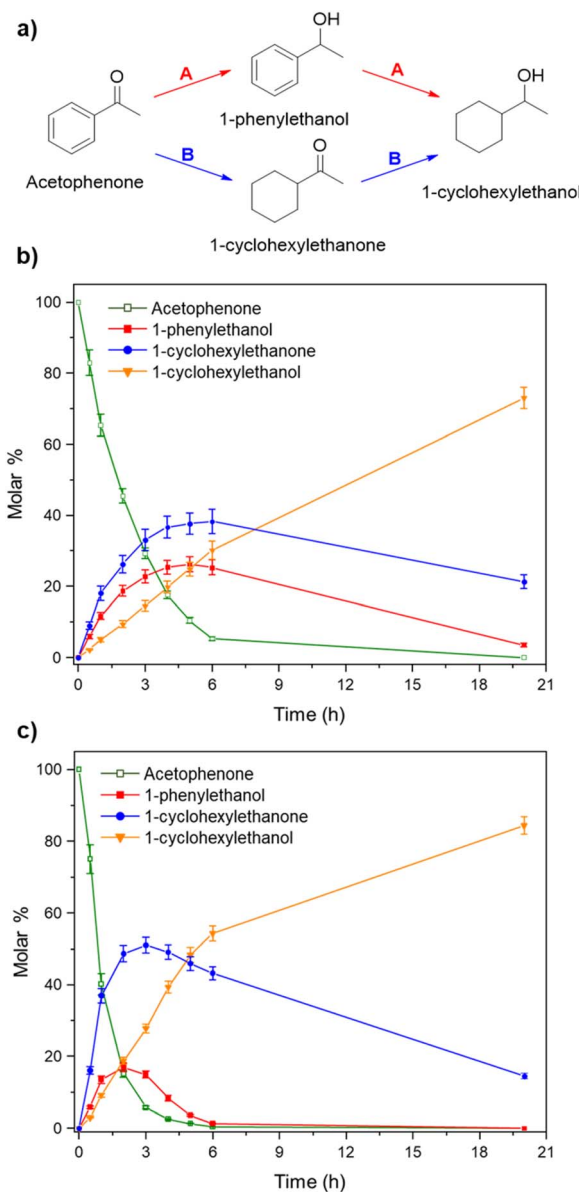 a)
OH
A
A
O
1-phenylethanol
OH
B
O
B
Acetophenone
1-cyclohexylethanol
1-cyclohexylethanone
b)
100
80
60
40
20
0
Molar %
Acetophenone
1-phenylethanol
1-cyclohexylethanone
1-cyclohexylethanol
0 3 6 9 12 15 18 21
Time (h)
c)
100
80
60
40
20
0
Molar %
Acetophenone
1-phenylethanol
1-cyclohexylethanone
1-cyclohexylethanol
0 3 6 9 12 15 18 21
Time (h)